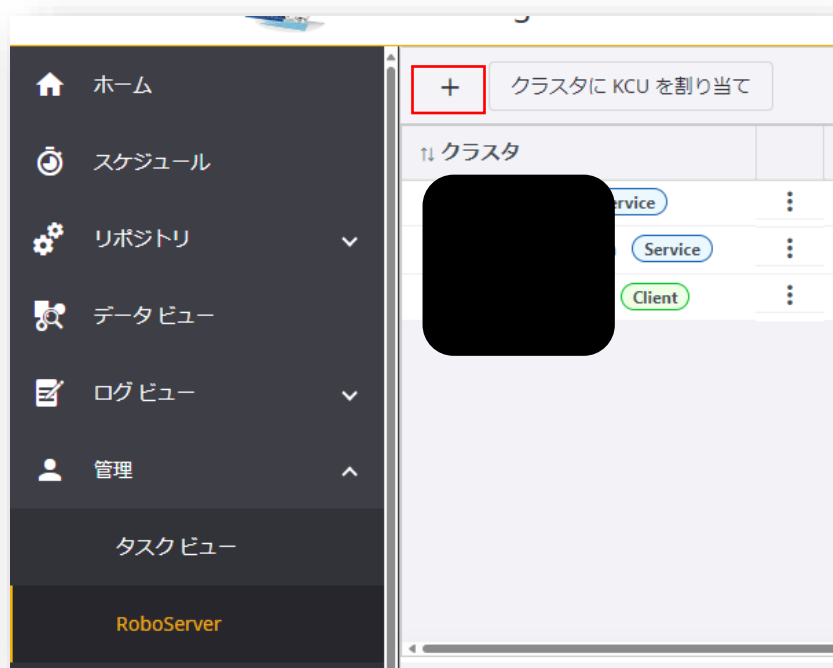 ホーム
スケジュール
リポジトリ
データ ビュー
ログ ビュー
管理
タスク ビュー
RoboServer
+ クラスタに KCU を割り当て
↑↓ クラスタ
Service
Client